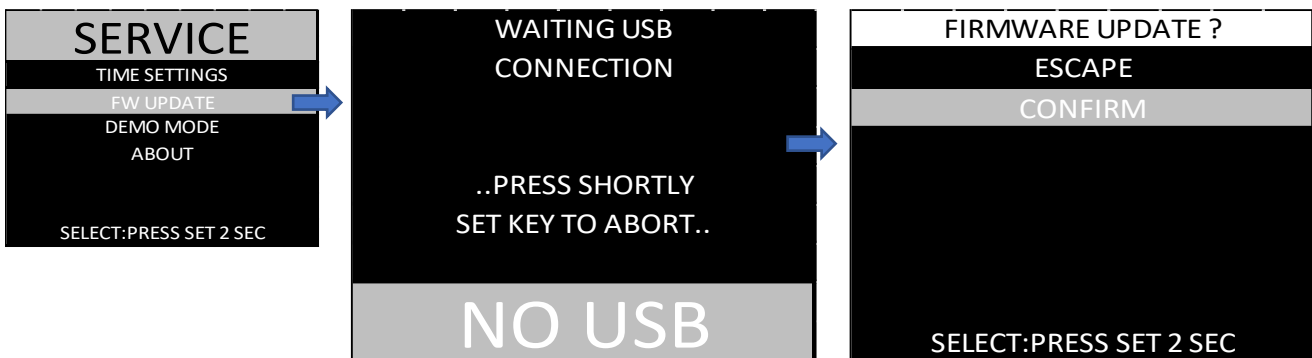 SERVICE
TIME SETTINGS
FW UPDATE
DEMO MODE
ABOUT
SELECT:PRESS SET 2 SEC
WAITING USB
CONNECTION
..PRESS SHORTLY
SET KEY TO ABORT..
NO USB
FIRMWARE UPDATE ?
ESCAPE
CONFIRM
SELECT:PRESS SET 2 SEC